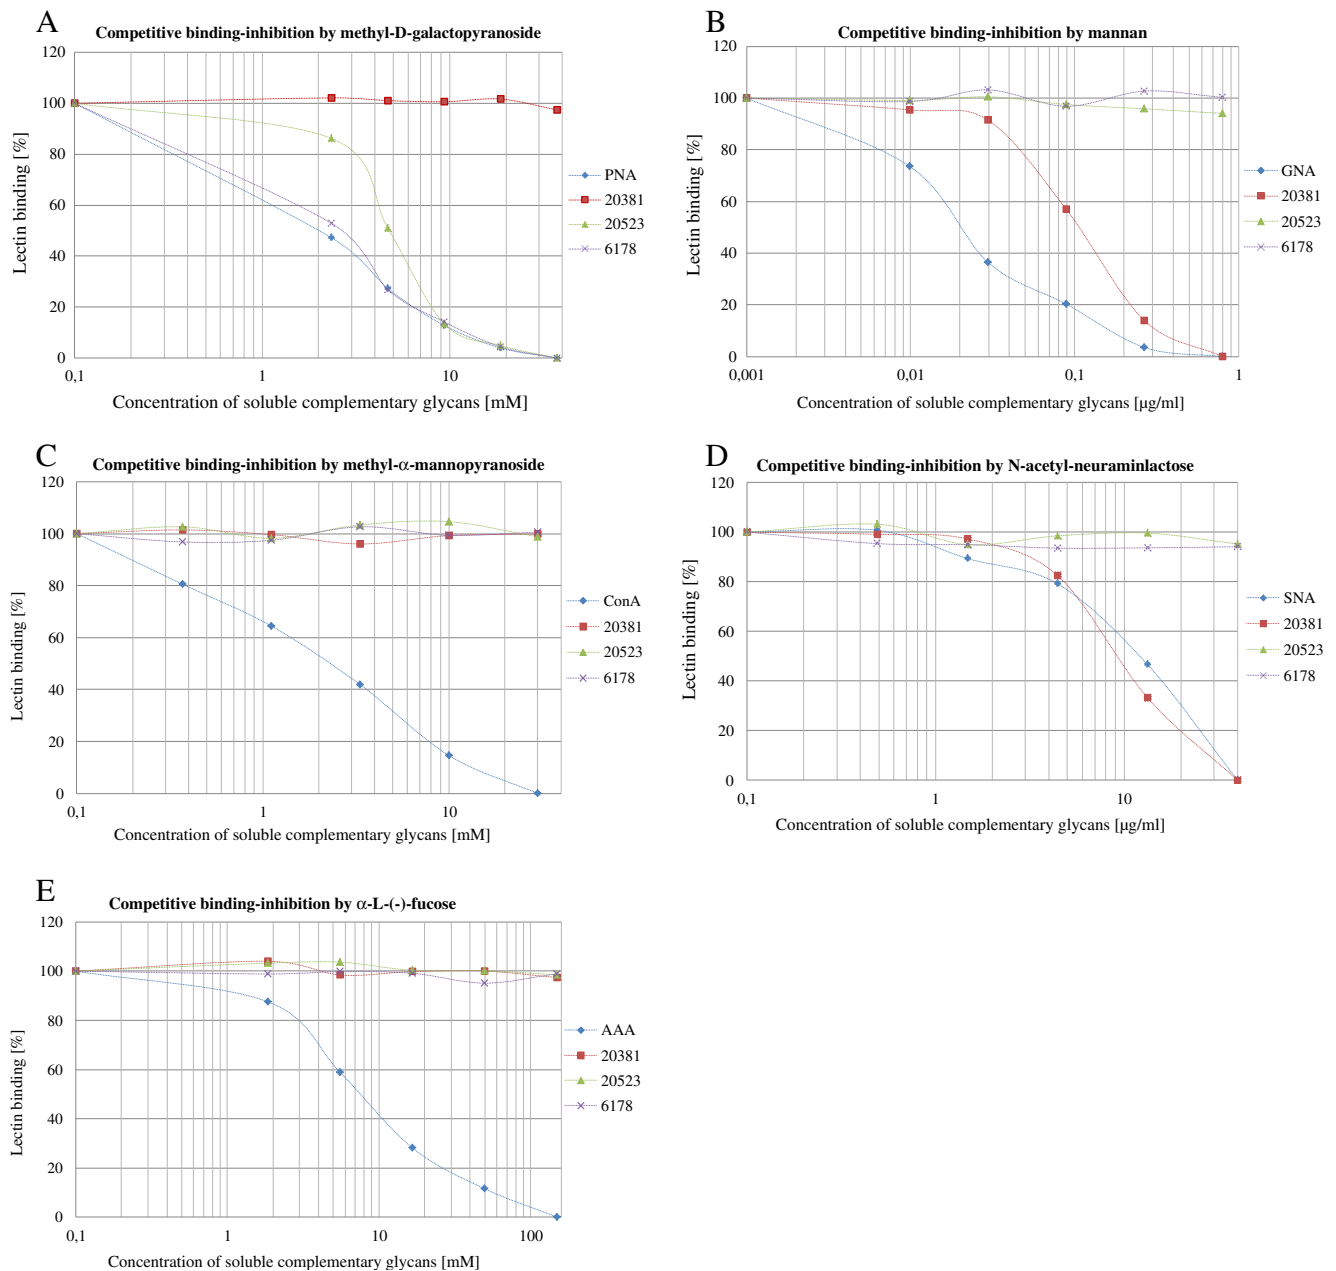 A
Competitive binding-inhibition by methyl-D-galactopyranoside
120
100
80
60
40
20
0
Lectin binding [%]
0,1
1
10
Concentration of soluble complementary glycans [mM]
PNA
20381
20523
6178
B
Competitive binding-inhibition by mannan
120
100
80
60
40
20
0
Lectin binding [%]
0,001
0,01
0,1
1
Concentration of soluble complementary glycans [µg/ml]
GNA
20381
20523
6178
C
Competitive binding-inhibition by methyl-α-mannopyranoside
120
100
80
60
40
20
0
Lectin binding [%]
0,1
1
10
Concentration of soluble complementary glycans [mM]
ConA
20381
20523
6178
D
Competitive binding-inhibition by N-acetyl-neuraminlactose
120
100
80
60
40
20
0
Lectin binding [%]
0,1
1
10
Concentration of soluble complementary glycans [µg/ml]
SNA
20381
20523
6178
E
Competitive binding-inhibition by α-L-(-)-fucose
120
100
80
60
40
20
0
Lectin binding [%]
0,1
1
10
100
Concentration of soluble complementary glycans [mM]
AAA
20381
20523
6178